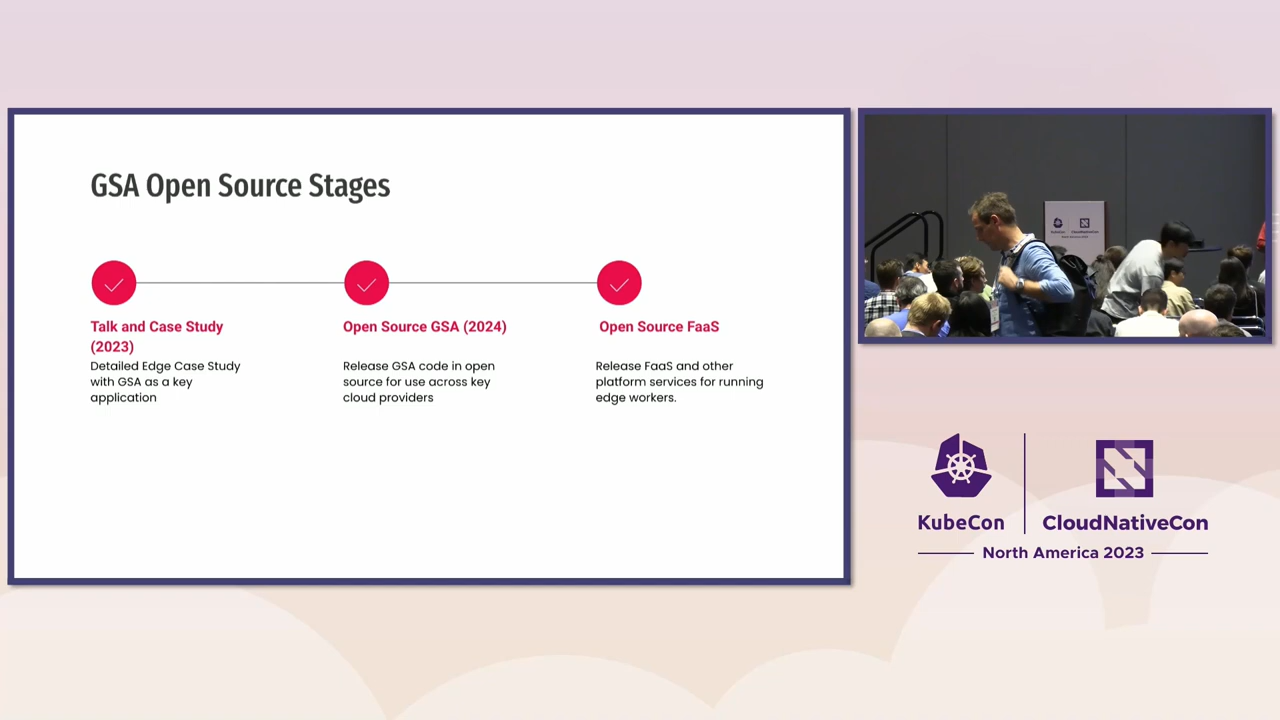 GSA Open Source Stages
Talk and Case Study
(2023)
Detailed Edge Case Study
with GSA as a key
application
Open Source GSA (2024)
Release GSA code in open
source for use across key
cloud providers
Open Source FaaS
Release FaaS and other
platform services for running
edge workers.
KubeCon
CloudNativeCon
North America 2023